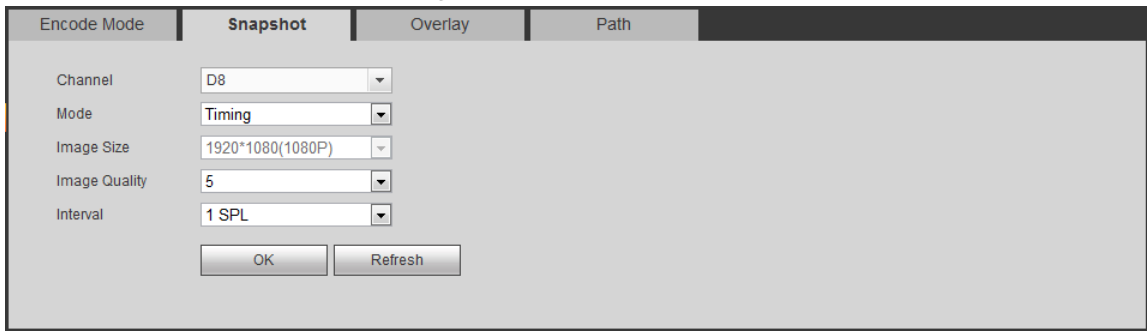 Encode Mode Snapshot Overlay Path
Channel D8
Mode Timing
Image Size 1920*1080(1080P)
Image Quality 5
Interval 1 SPL
OK Refresh